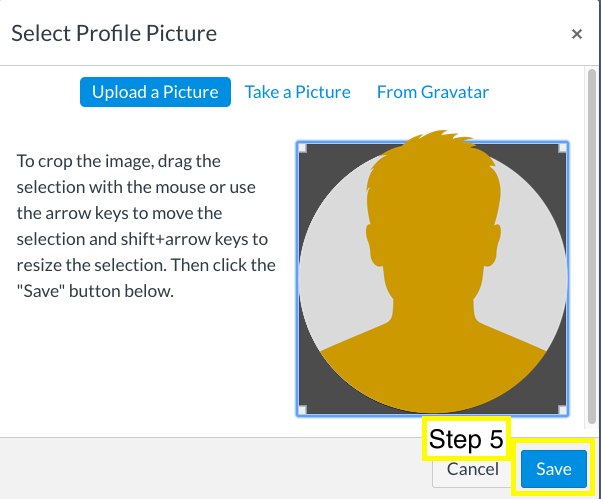 Select Profile Picture ×
Upload a Picture Take a Picture From Gravatar
To crop the image, drag the
selection with the mouse or use
the arrow keys to move the
selection and shift+arrow keys to
resize the selection. Then click the
"Save" button below.
Step 5
Cancel Save